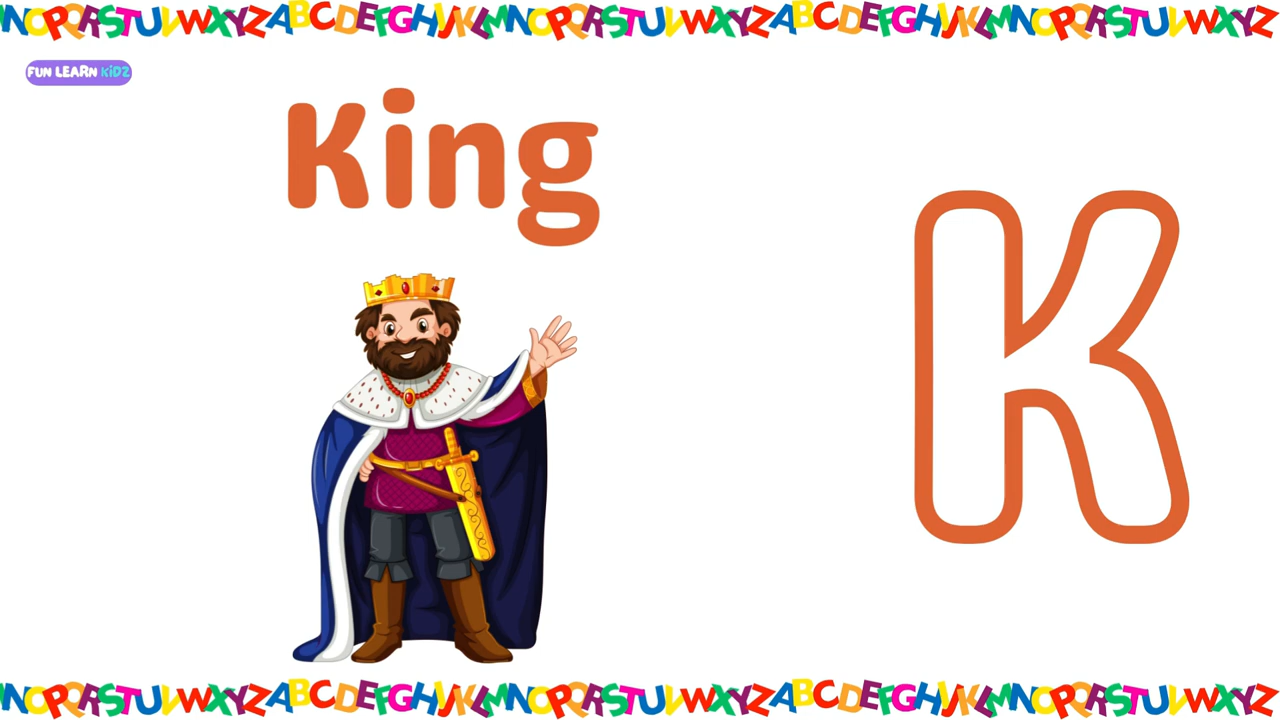 NOPQRSTUVWXYZABCDEFGHIJKLMNOPQRSTUVWXYZABCDEFGHIJKLMNOPQRSTUVWXYZ
FUN LEARN KiDZ
King
K
NOPQRSTUVWXYZABCDEFGHIJKLMNOPQRSTUVWXYZABCDEFGHIJKLMNOPQRSTUVWXYZ